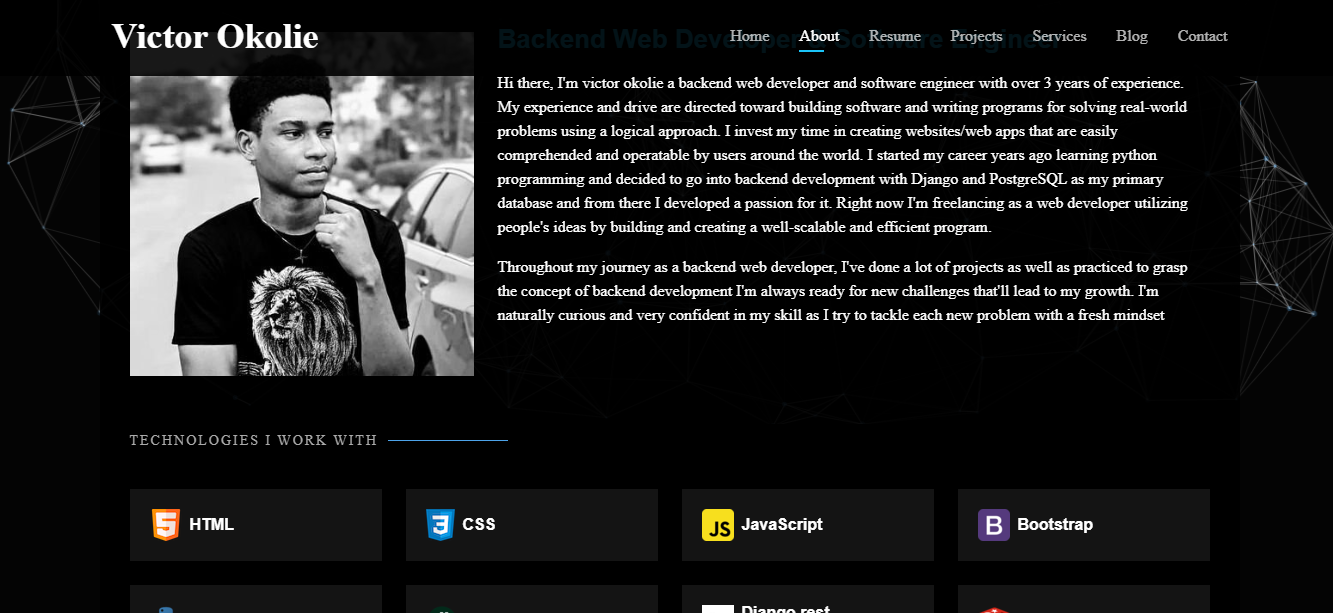 Victor Okolie
Home About Resume Projects Services Blog Contact
Backend Web Developer & Software Engineer
Hi there, I'm victor okolie a backend web developer and software engineer with over 3 years of experience.
My experience and drive are directed toward building software and writing programs for solving real-world
problems using a logical approach. I invest my time in creating websites/web apps that are easily
comprehended and operatable by users around the world. I started my career years ago learning python
programming and decided to go into backend development with Django and PostgreSQL as my primary
database and from there I developed a passion for it. Right now I'm freelancing as a web developer utilizing
people's ideas by building and creating a well-scalable and efficient program.
Throughout my journey as a backend web developer, I've done a lot of projects as well as practiced to grasp
the concept of backend development I'm always ready for new challenges that'll lead to my growth. I'm
naturally curious and very confident in my skill as I try to tackle each new problem with a fresh mindset
TECHNOLOGIES I WORK WITH
HTML
CSS
JS JavaScript
B Bootstrap
Django rest